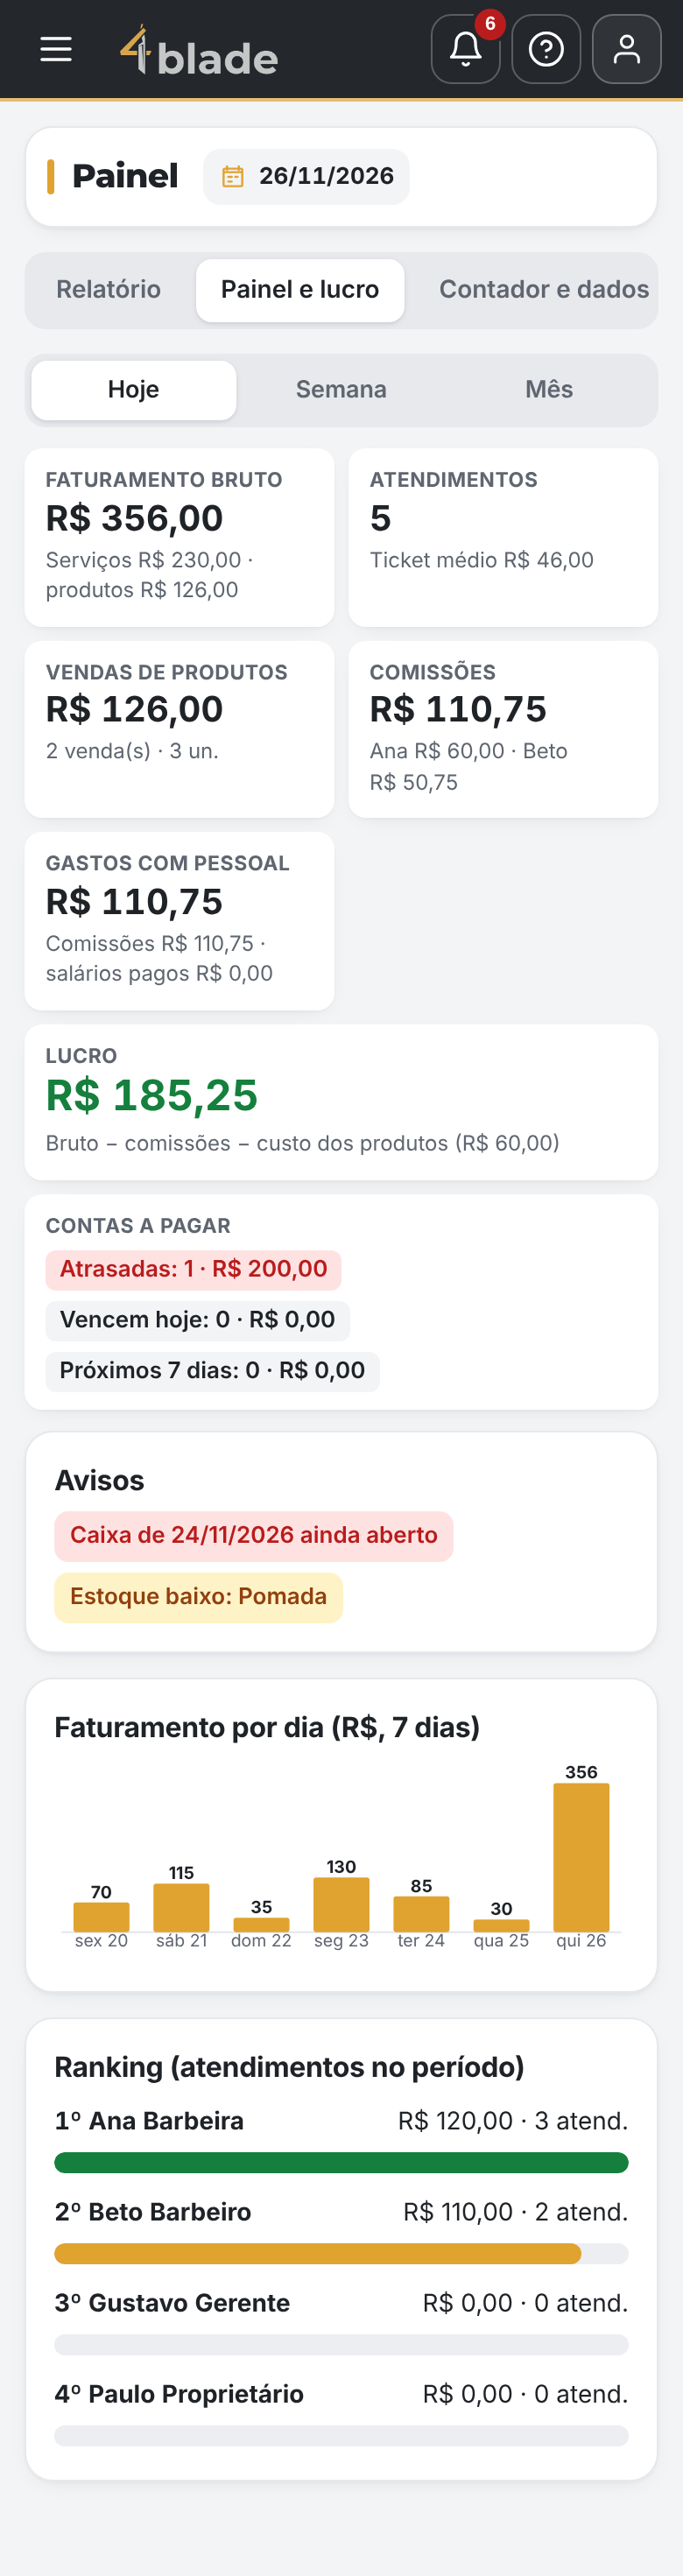 4blade
6
Painel
26/11/2026
Relatório
Painel e lucro
Contador e dados
Hoje
Semana
Mês
FATURAMENTO BRUTO
R$ 356,00
Serviços R$ 230,00 ·
produtos R$ 126,00
ATENDIMENTOS
5
Ticket médio R$ 46,00
VENDAS DE PRODUTOS
R$ 126,00
2 venda(s) · 3 un.
COMISSÕES
R$ 110,75
Ana R$ 60,00 · Beto
R$ 50,75
GASTOS COM PESSOAL
R$ 110,75
Comissões R$ 110,75 ·
salários pagos R$ 0,00
LUCRO
R$ 185,25
Bruto − comissões − custo dos produtos (R$ 60,00)
CONTAS A PAGAR
Atrasadas: 1 · R$ 200,00
Vencem hoje: 0 · R$ 0,00
Próximos 7 dias: 0 · R$ 0,00
Avisos
Caixa de 24/11/2026 ainda aberto
Estoque baixo: Pomada
Faturamento por dia (R$, 7 dias)
70
115
35
130
85
30
356
sex 20
sáb 21
dom 22
seg 23
ter 24
qua 25
qui 26
Ranking (atendimentos no período)
1º Ana Barbeira
R$ 120,00 · 3 atend.
2º Beto Barbeiro
R$ 110,00 · 2 atend.
3º Gustavo Gerente
R$ 0,00 · 0 atend.
4º Paulo Proprietário
R$ 0,00 · 0 atend.